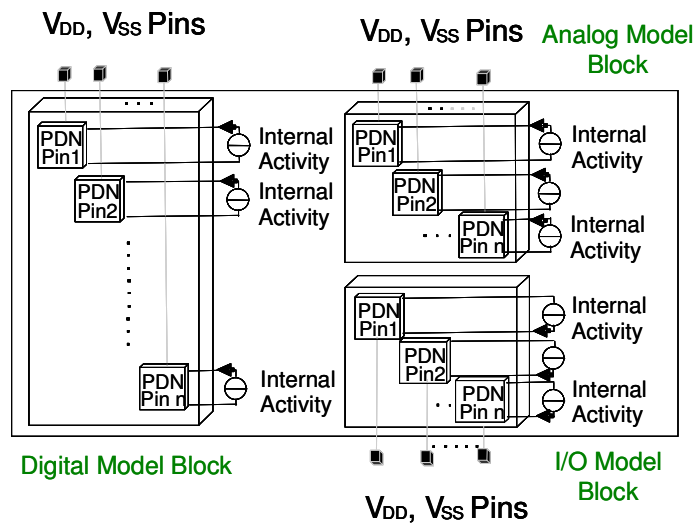 VDD, VSS Pins
VDD, VSS Pins
Analog Model
Block
PDN
Pin1
Internal
Activity
PDN
Pin2
Internal
Activity
PDN
Pin n
Internal
Activity
Digital Model Block
PDN
Pin1
Internal
Activity
PDN
Pin2
PDN
Pin n
Internal
Activity
PDN
Pin1
Internal
Activity
PDN
Pin2
PDN
Pin n
Internal
Activity
I/O Model
Block
VDD, VSS Pins